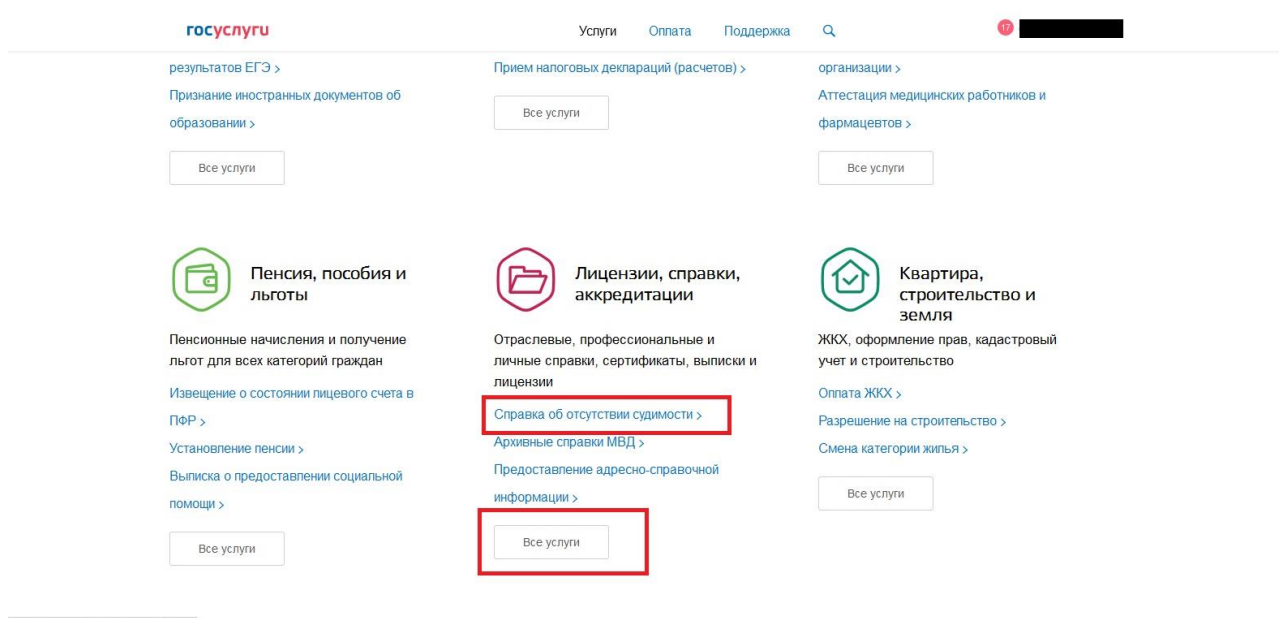 госуслуги
Услуги Оплата Поддержка
17
результатов ЕГЭ >
Признание иностранных документов об
образовании >
Все услуги
Прием налоговых деклараций (расчетов) >
Все услуги
организации >
Аттестация медицинских работников и
фармацевтов >
Все услуги
Пенсия, пособия и
льготы
Пенсионные начисления и получение
льгот для всех категорий граждан
Извещение о состоянии лицевого счета в
ПФР >
Установление пенсии >
Выписка о предоставлении социальной
помощи >
Все услуги
Лицензии, справки,
аккредитации
Отраслевые, профессиональные и
личные справки, сертификаты, выписки и
лицензии
Справка об отсутствии судимости >
Архивные справки МВД >
Предоставление адресно-справочной
информации >
Все услуги
Квартира,
строительство и
земля
ЖКХ, оформление прав, кадастровый
учет и строительство
Оплата ЖКХ >
Разрешение на строительство >
Смена категории жилья >
Все услуги